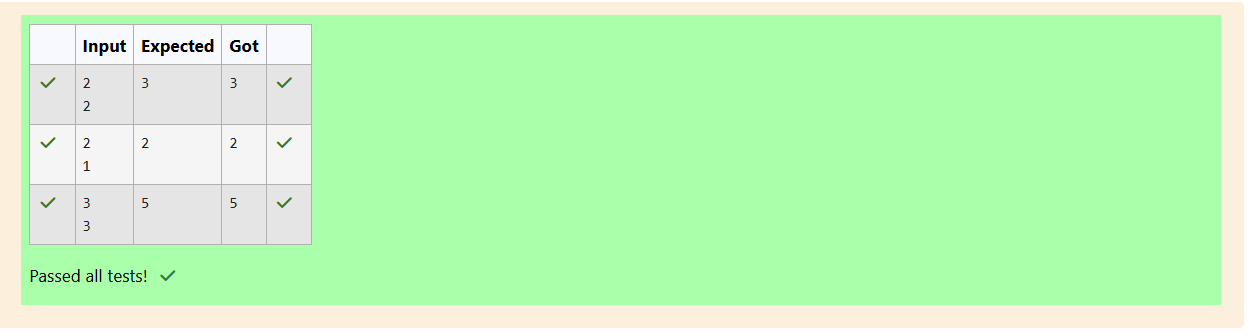 Input Expected Got
2 3 3
2
2 2 2
1
3 5 5
3
Passed all tests!